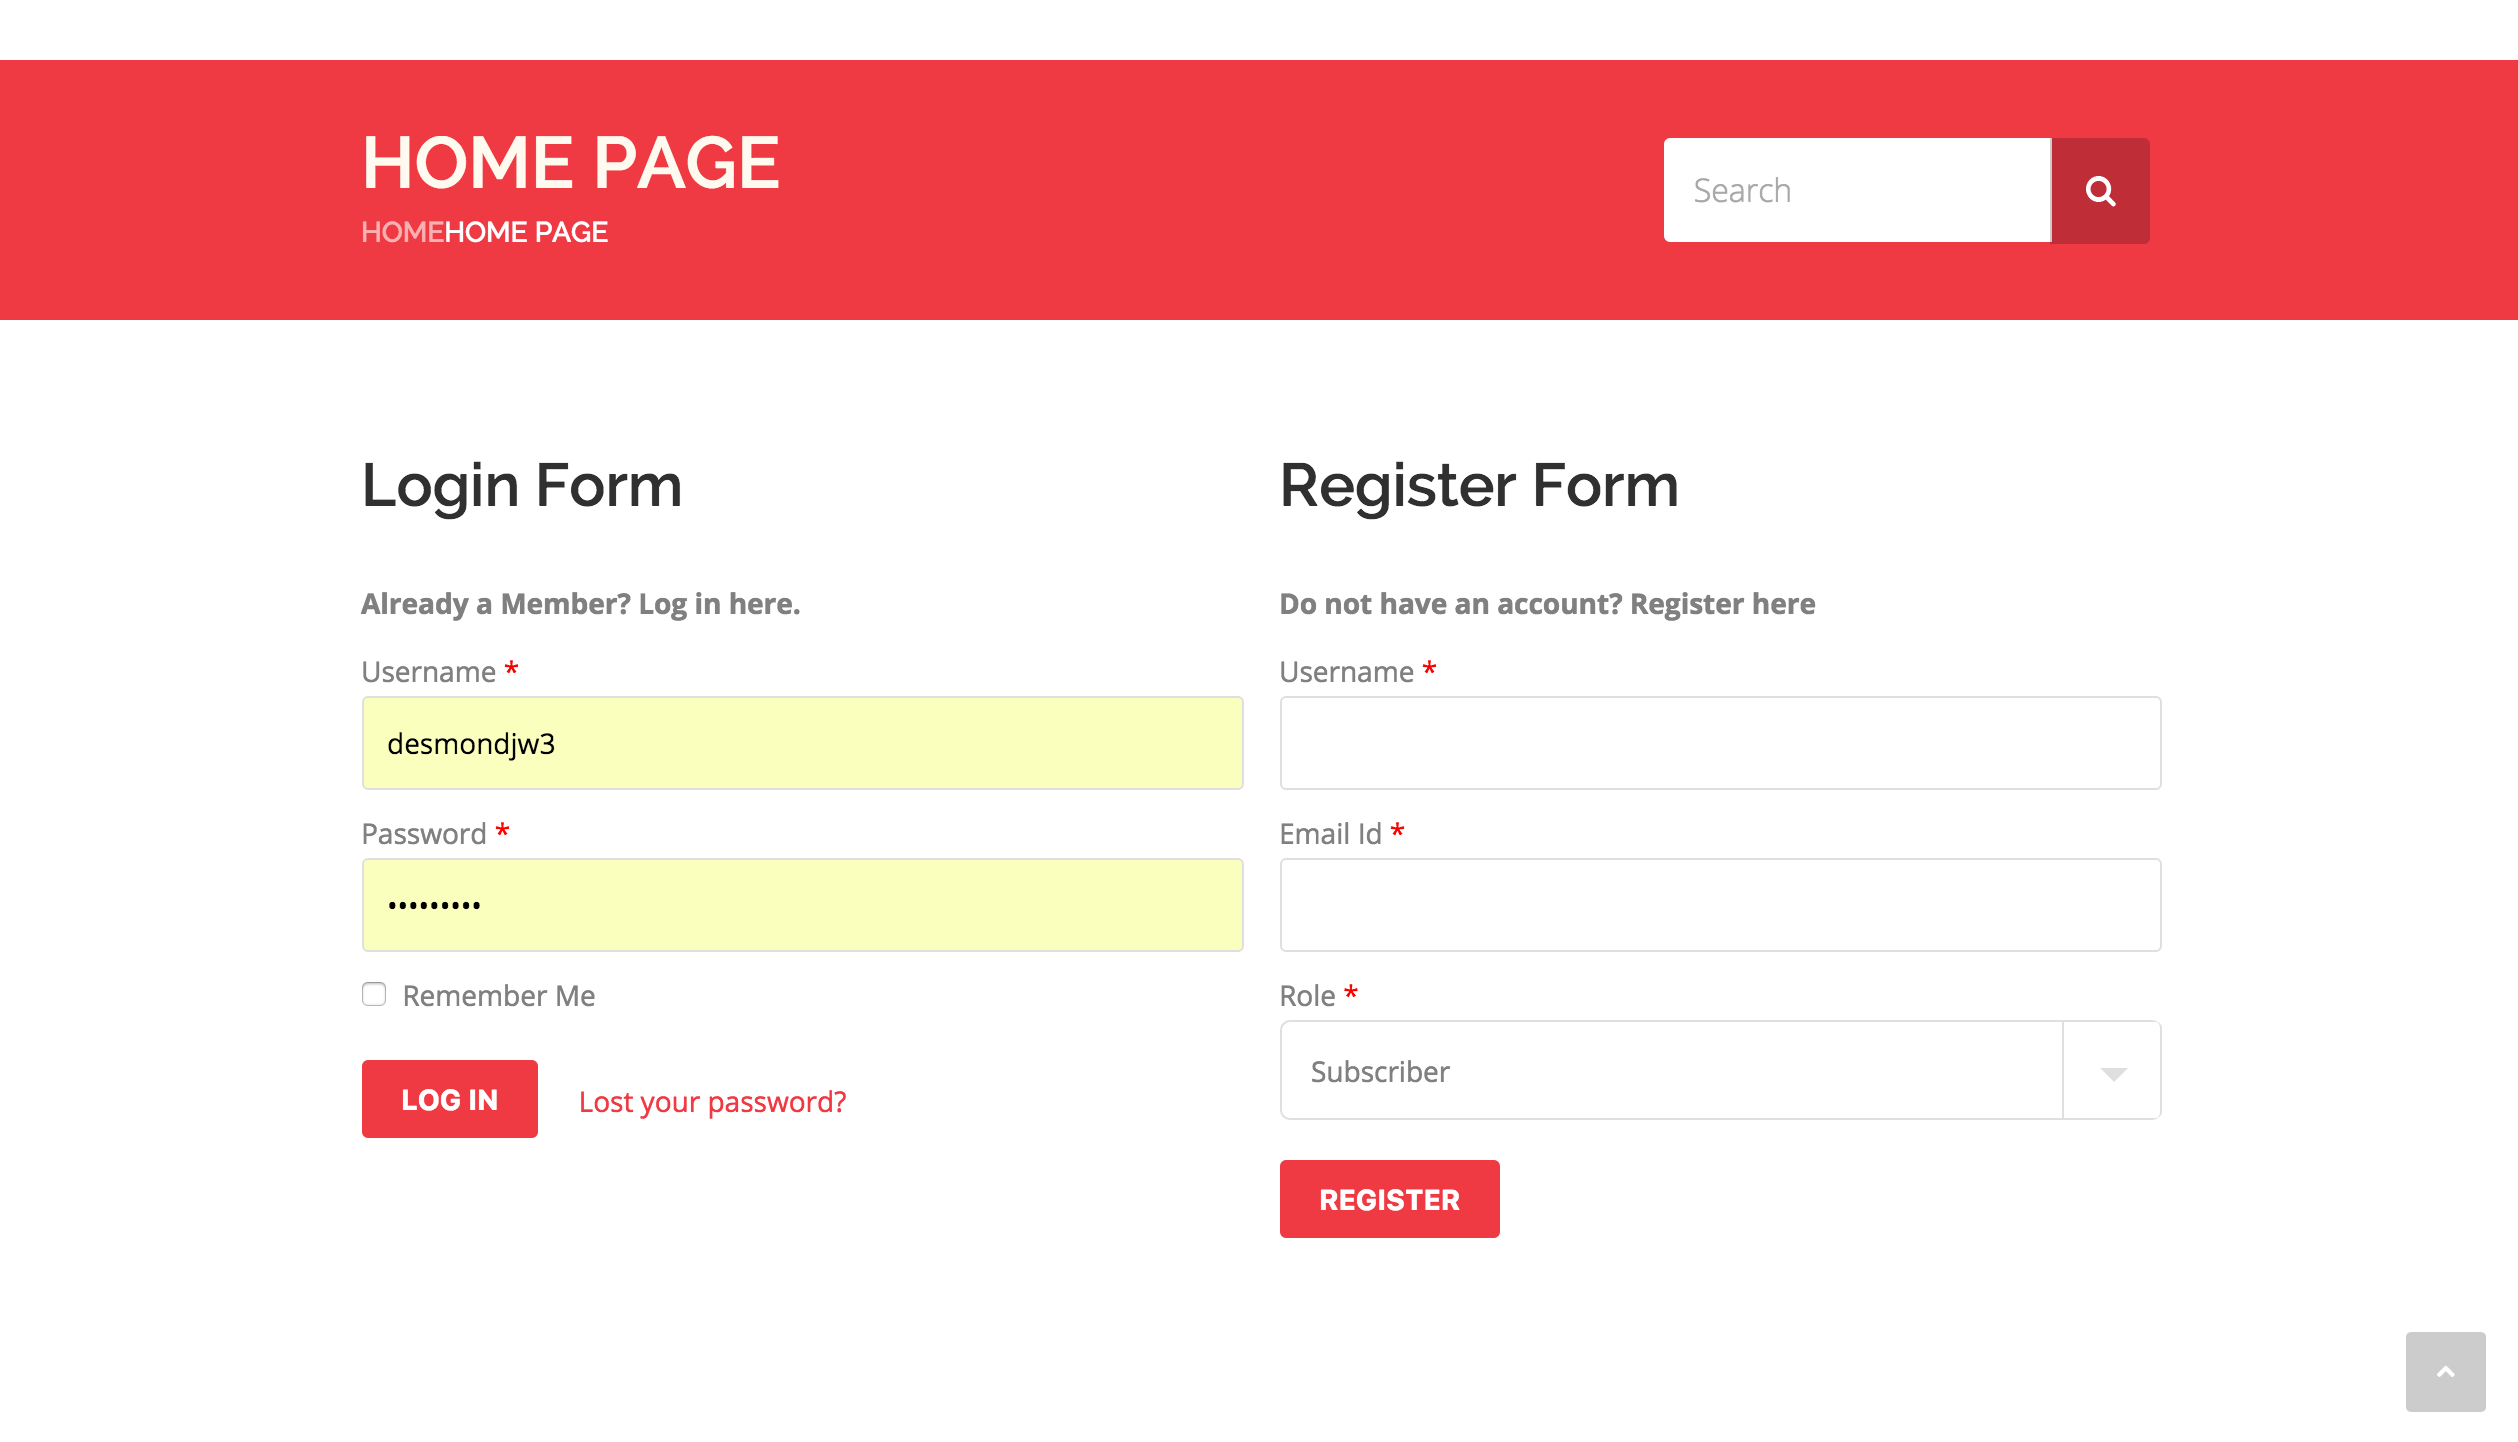 HOME PAGE
HOMEHOME PAGE
Search
Login Form
Already a Member? Log in here.
Username *
desmondjw3
Password *
•••••••••
Remember Me
LOG IN
Lost your password?
Register Form
Do not have an account? Register here
Username *
Email Id *
Role *
Subscriber
REGISTER